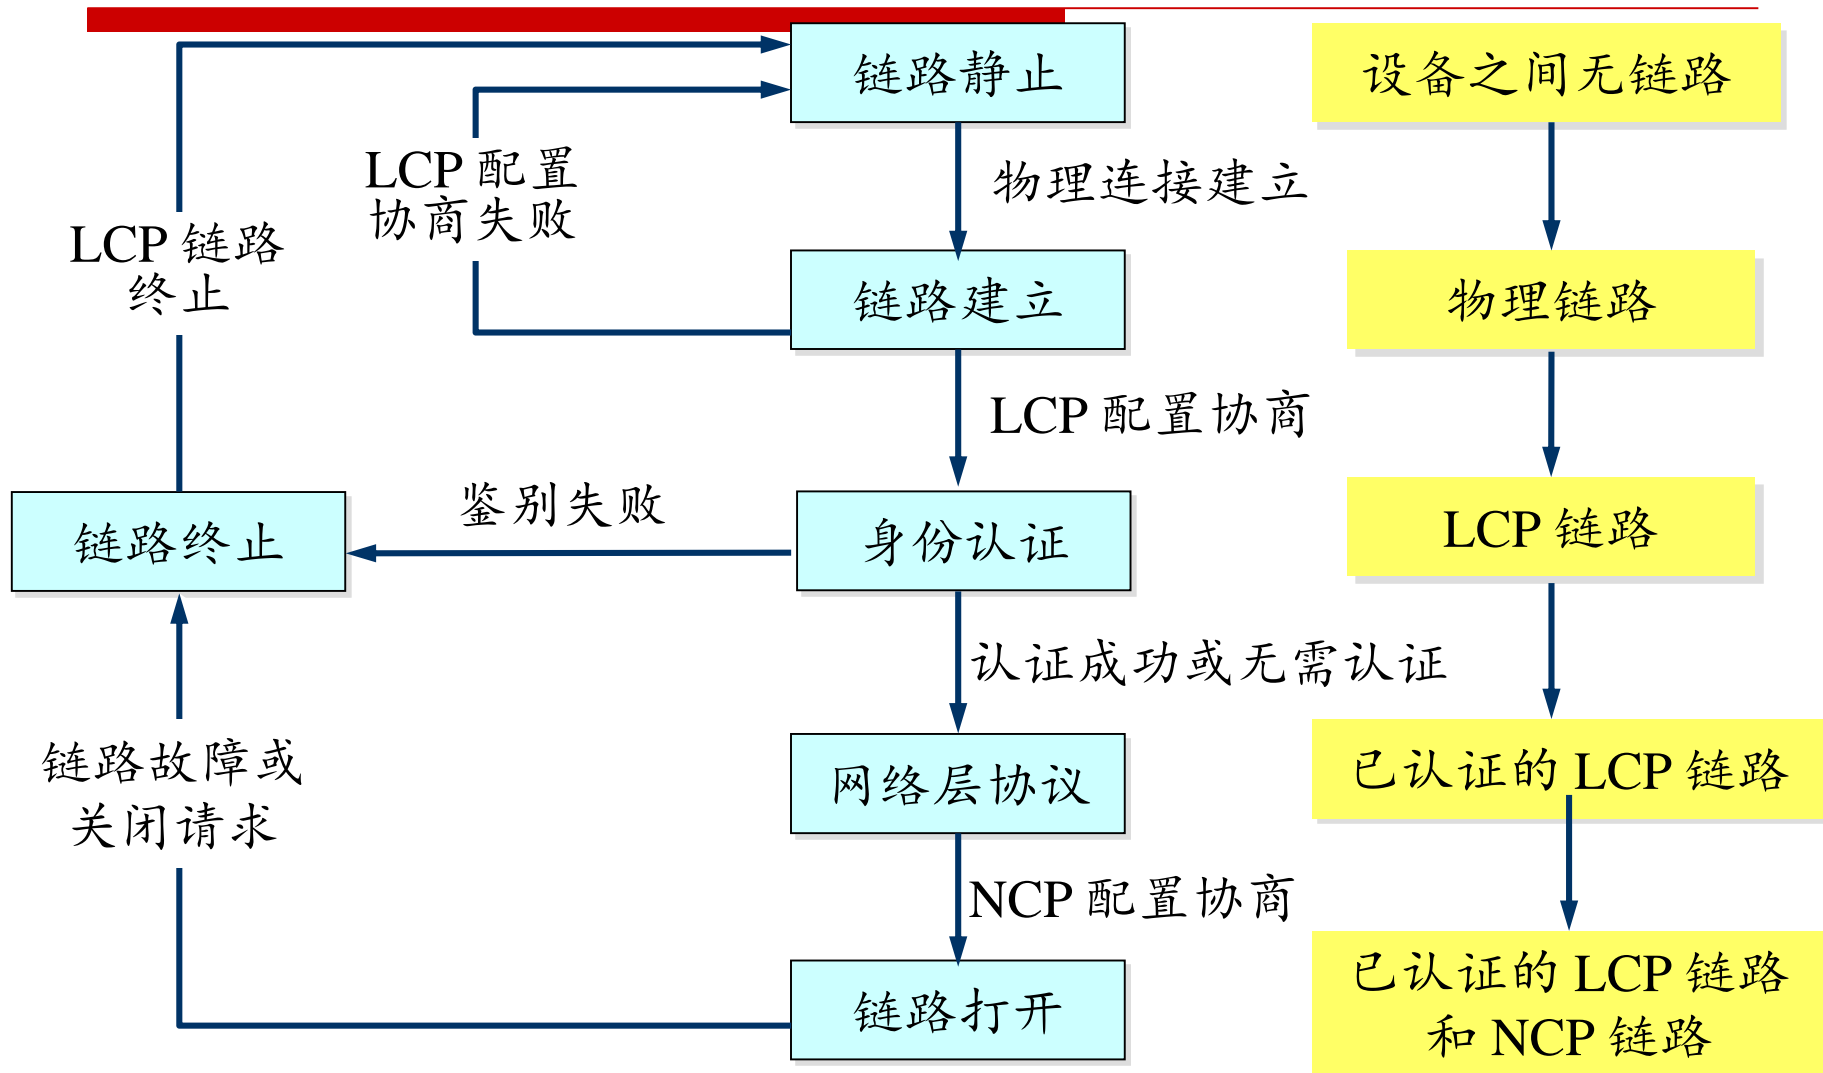 链路静止
设备之间无链路
LCP 配置
协商失败
物理连接建立
LCP 链路
终止
链路建立
物理链路
LCP 配置协商
鉴别失败
链路终止
身份认证
LCP 链路
认证成功或无需认证
链路故障或
关闭请求
网络层协议
已认证的 LCP 链路
NCP 配置协商
链路打开
已认证的 LCP 链路
和 NCP 链路